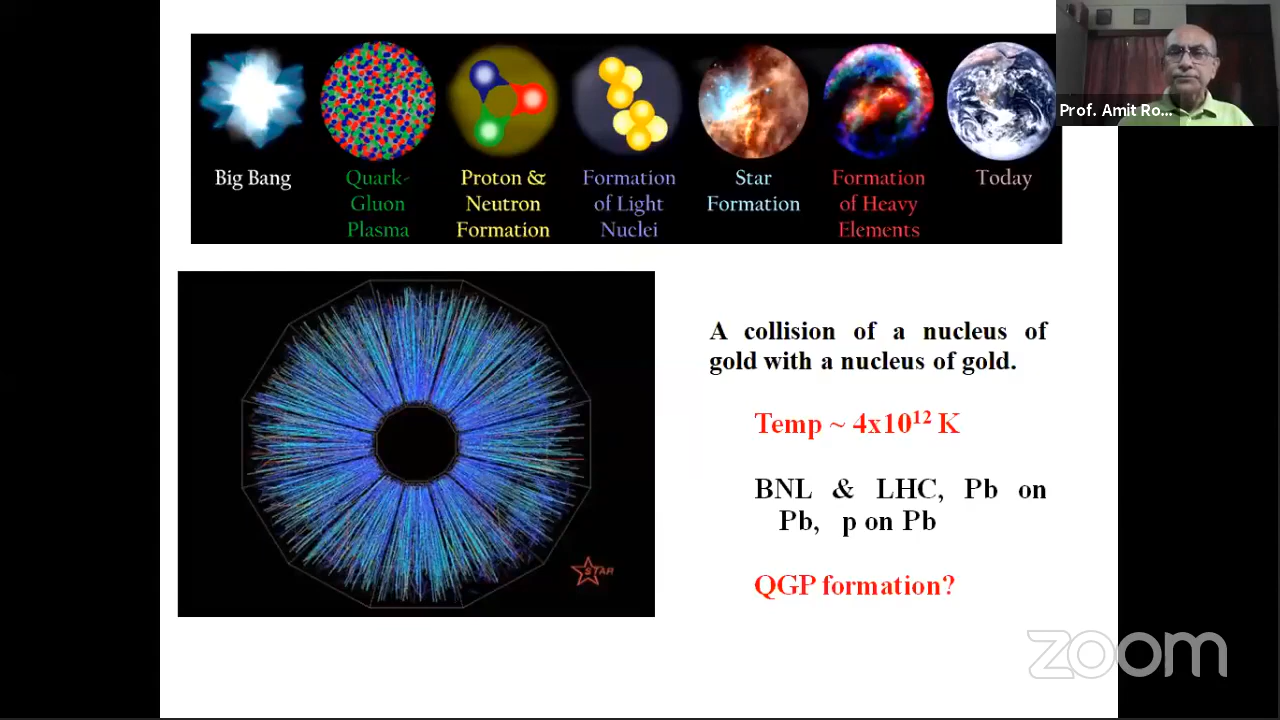 Big Bang
Quark-
Gluon
Plasma
Proton &
Neutron
Formation
Formation
of Light
Nuclei
Star
Formation
Formation
of Heavy
Elements
Today
Prof. Amit Ro...
STAR
A collision of a nucleus of
gold with a nucleus of gold.
Temp ~ 4x10¹² K
BNL & LHC, Pb on
Pb, p on Pb
QGP formation?
zoom